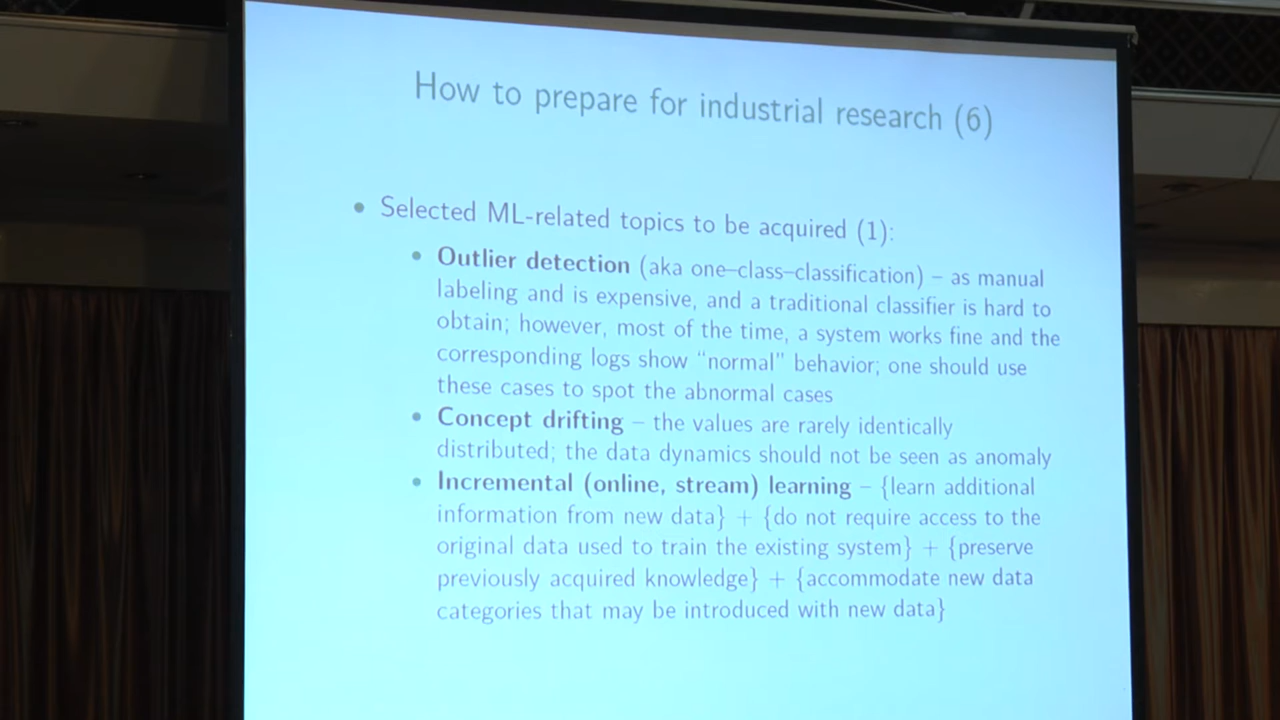 How to prepare for industrial research (6)
• Selected ML-related topics to be acquired (1):
• Outlier detection (aka one–class–classification) – as manual
labeling and is expensive, and a traditional classifier is hard to
obtain; however, most of the time, a system works fine and the
corresponding logs show “normal” behavior; one should use
these cases to spot the abnormal cases
• Concept drifting – the values are rarely identically
distributed; the data dynamics should not be seen as anomaly
• Incremental (online, stream) learning – {learn additional
information from new data} + {do not require access to the
original data used to train the existing system} + {preserve
previously acquired knowledge} + {accommodate new data
categories that may be introduced with new data}